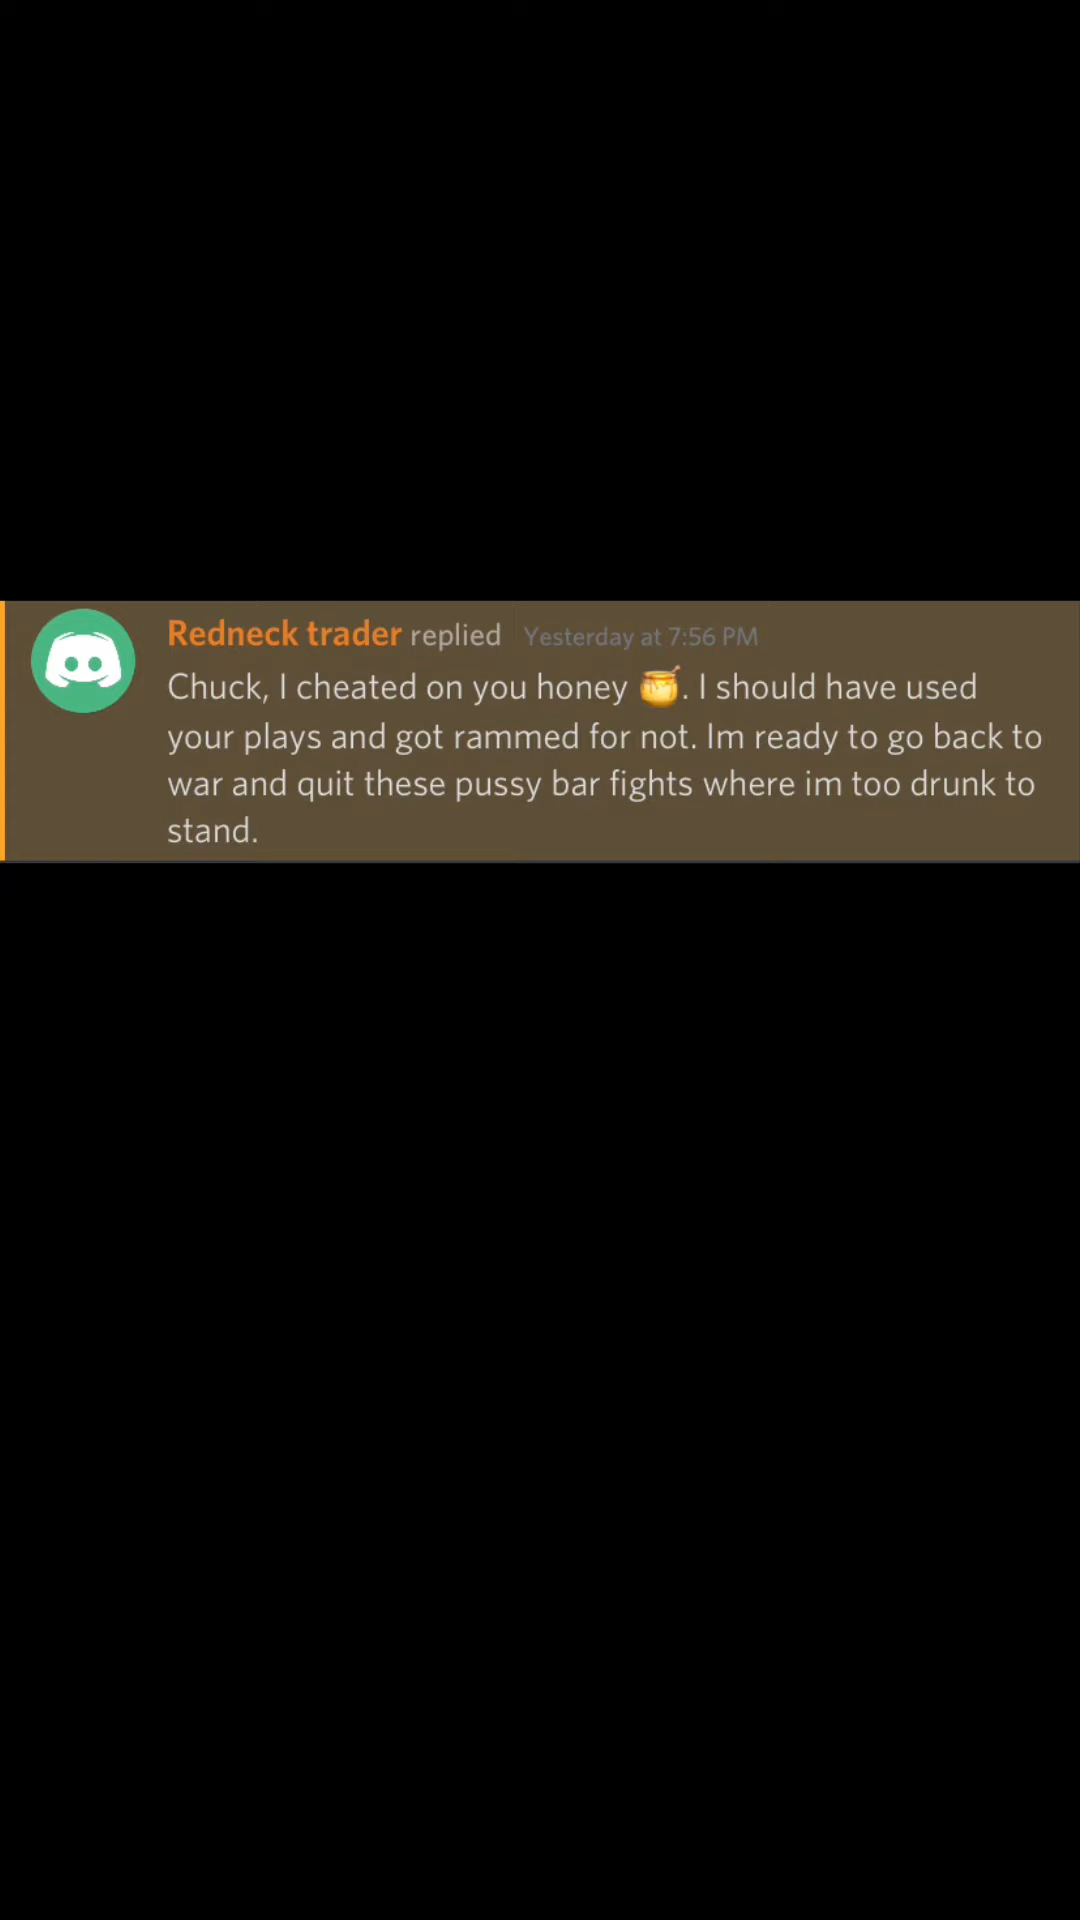 Redneck trader replied Yesterday at 7:56 PM
Chuck, I cheated on you honey 🍯. I should have used
your plays and got rammed for not. Im ready to go back to
war and quit these pussy bar fights where im too drunk to
stand.